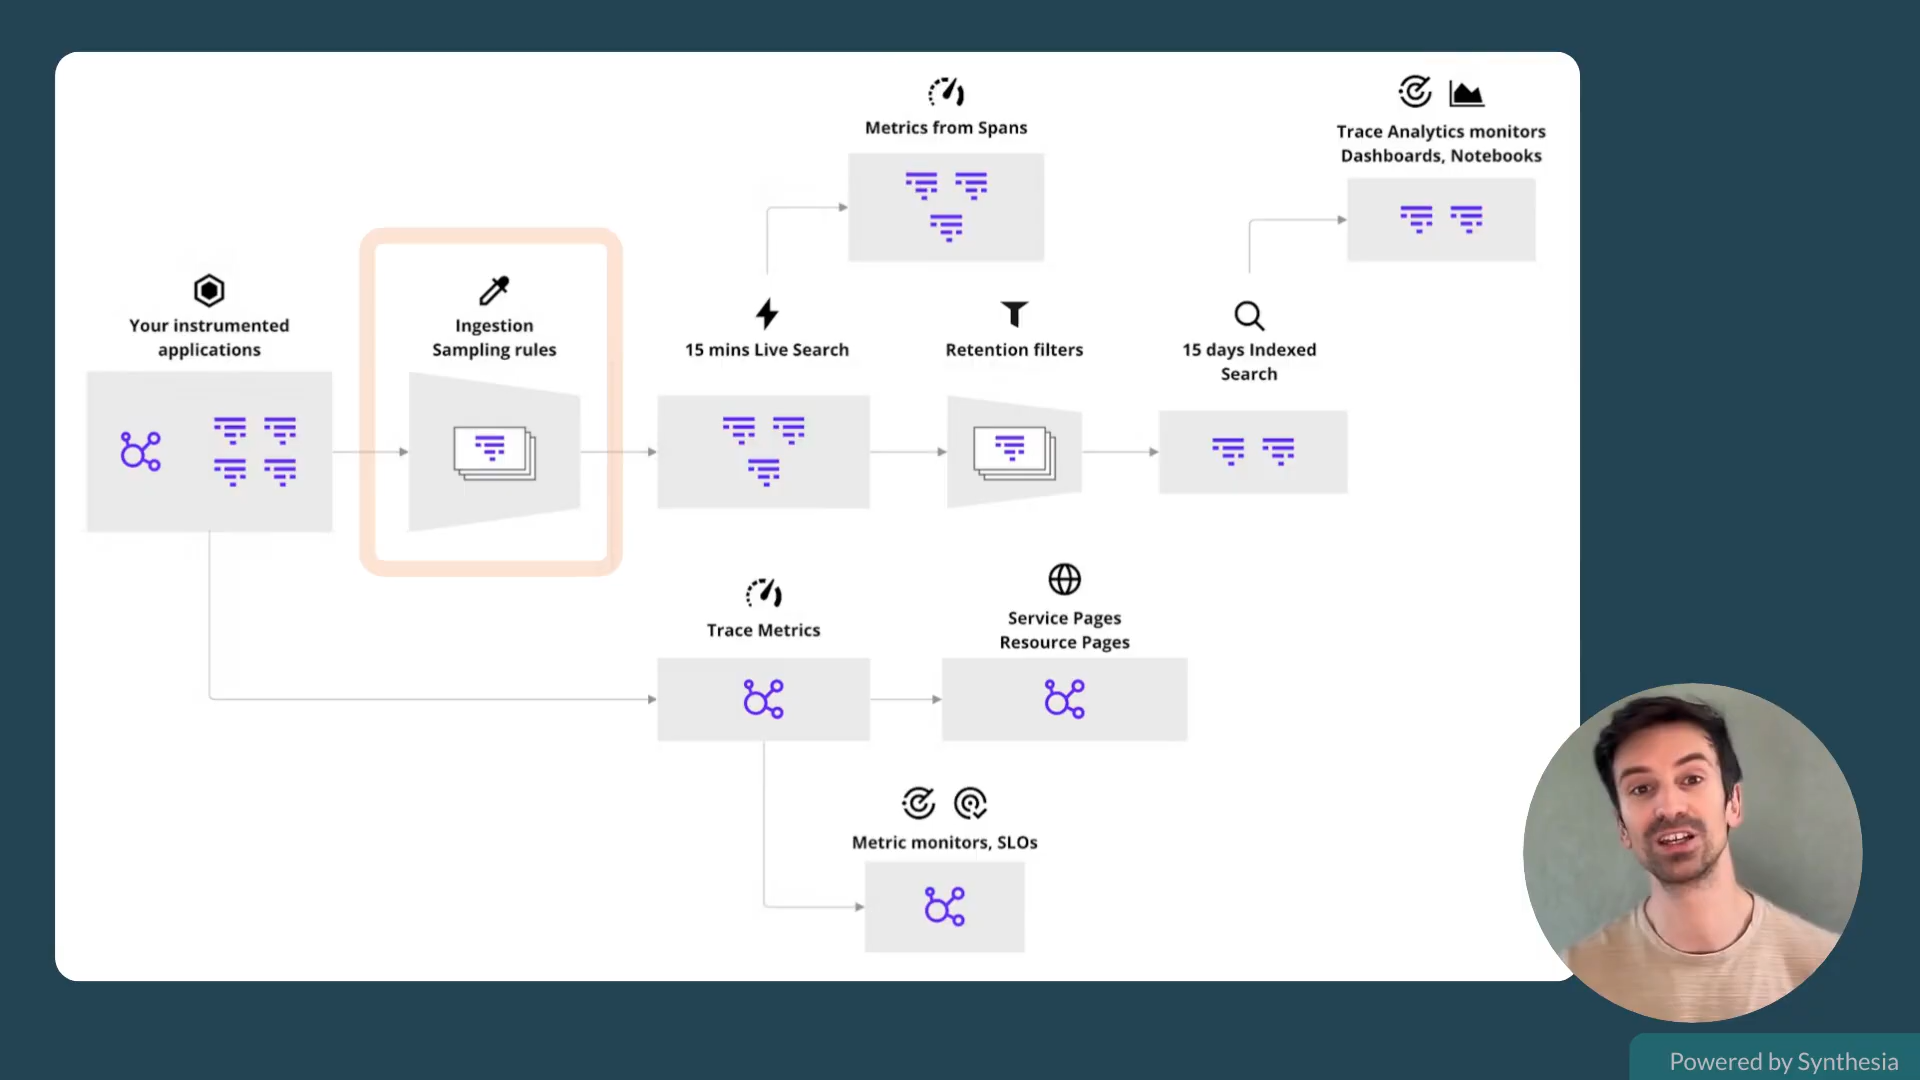 Metrics from Spans
Trace Analytics monitors
Dashboards, Notebooks
Your instrumented
applications
Ingestion
Sampling rules
15 mins Live Search
Retention filters
15 days Indexed
Search
Trace Metrics
Service Pages
Resource Pages
Metric monitors, SLOs
Powered by Synthesia